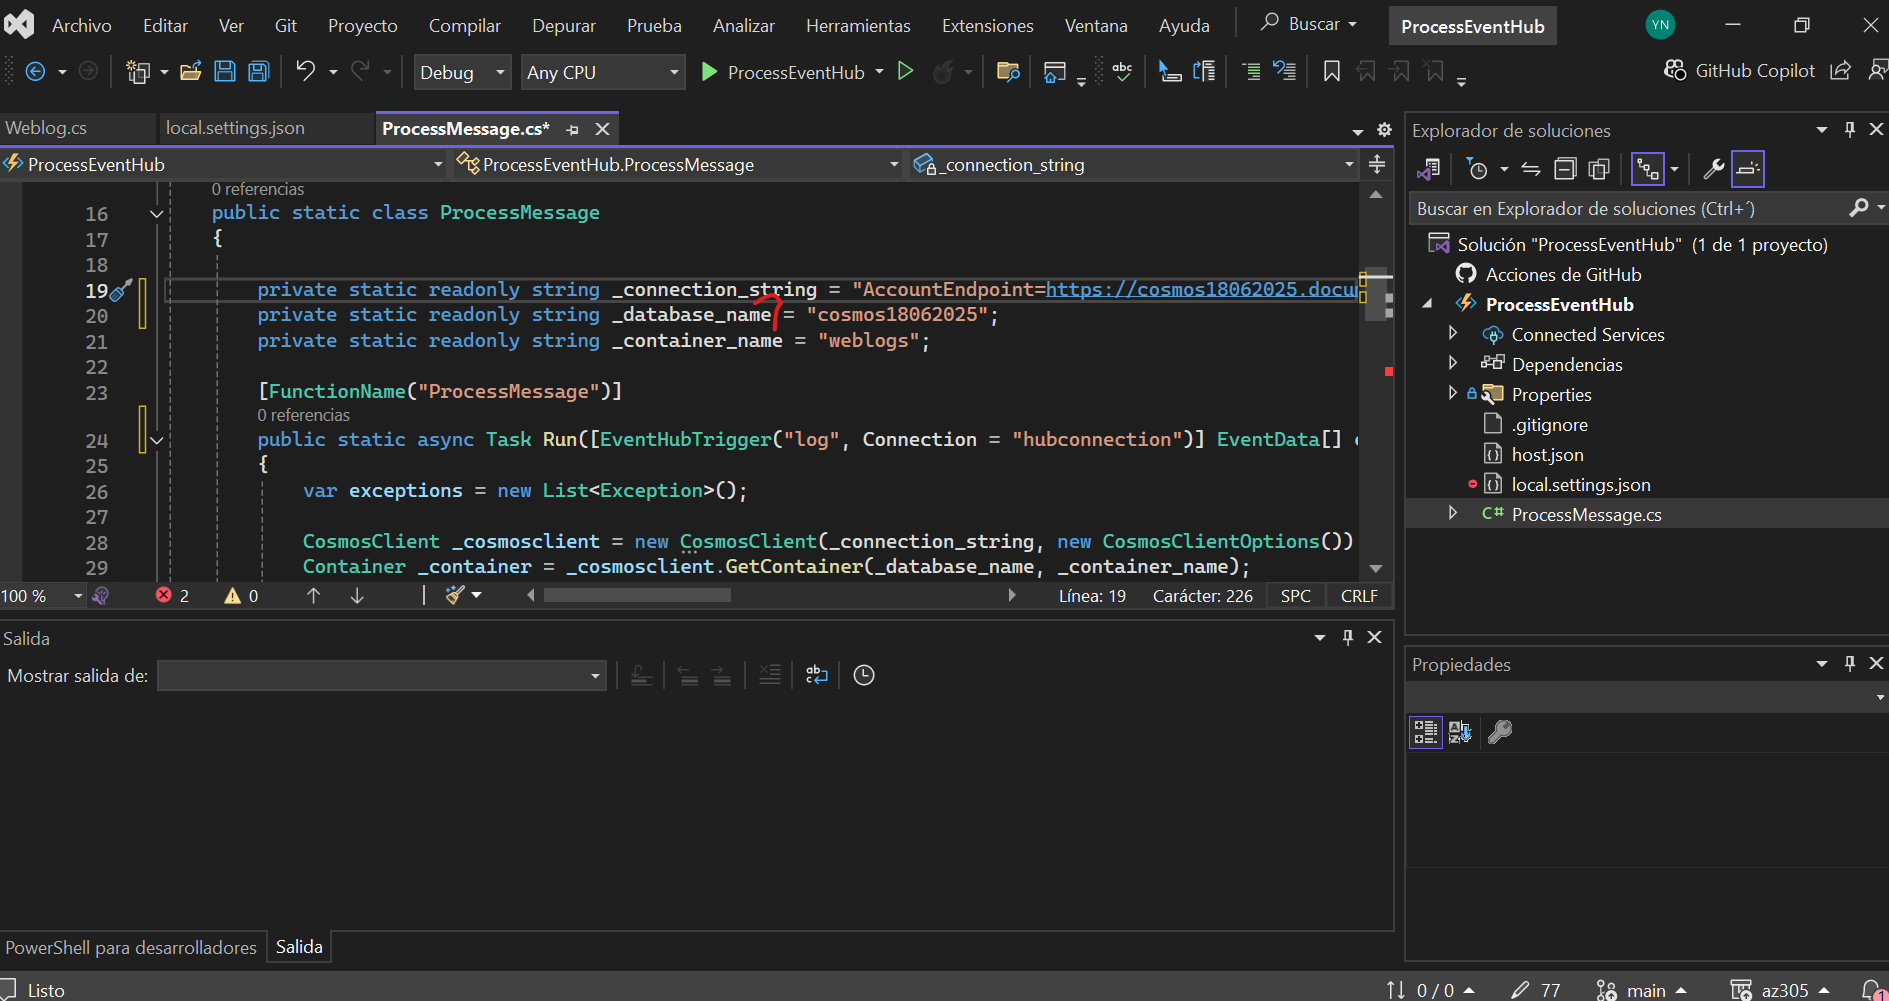 Archivo Editar Ver Git Proyecto Compilar Depurar Prueba Analizar Herramientas Extensiones Ventana Ayuda Buscar ProcessEventHub YN
Debug Any CPU ProcessEventHub GitHub Copilot
Weblog.cs local.settings.json ProcessMessage.cs*
ProcessEventHub ProcessEventHub.ProcessMessage _connection_string
0 referencias
16 public static class ProcessMessage
17 {
18
19 private static readonly string _connection_string = "AccountEndpoint=https://cosmos18062025.docu
20 private static readonly string _database_name = "cosmos18062025";
21 private static readonly string _container_name = "weblogs";
22
23 [FunctionName("ProcessMessage")]
0 referencias
24 public static async Task Run([EventHubTrigger("log", Connection = "hubconnection")] EventData[] e
25 {
26 var exceptions = new List<Exception>();
27
28 CosmosClient _cosmosclient = new CosmosClient(_connection_string, new CosmosClientOptions())
29 Container _container = _cosmosclient.GetContainer(_database_name, _container_name);
100 % 2 0 Línea: 19 Carácter: 226 SPC CRLF
Salida
Mostrar salida de:
PowerShell para desarrolladores Salida
Explorador de soluciones
Buscar en Explorador de soluciones (Ctrl+´)
Solución "ProcessEventHub" (1 de 1 proyecto)
Acciones de GitHub
ProcessEventHub
Connected Services
Dependencias
Properties
.gitignore
host.json
local.settings.json
C# ProcessMessage.cs
Propiedades
Listo 0 / 0 77 main az305 1